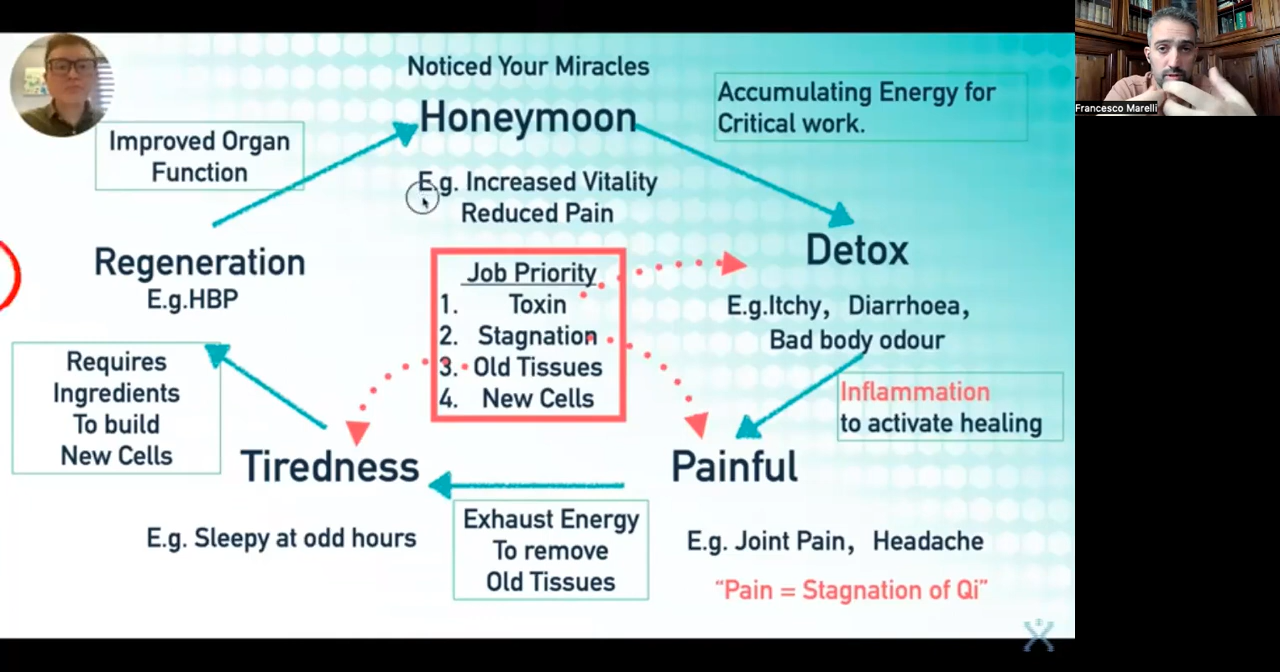 Noticed Your Miracles
Honeymoon
E.g. Increased Vitality
Reduced Pain
Accumulating Energy for
Critical work.
Improved Organ
Function
Regeneration
E.g.HBP
Job Priority
1. Toxin
2. Stagnation
3. Old Tissues
4. New Cells
Detox
E.g.Itchy, Diarrhoea,
Bad body odour
Inflammation
to activate healing
Requires
Ingredients
To build
New Cells
Tiredness
E.g. Sleepy at odd hours
Exhaust Energy
To remove
Old Tissues
Painful
E.g. Joint Pain, Headache
“Pain = Stagnation of Qi”
Francesco Marelli